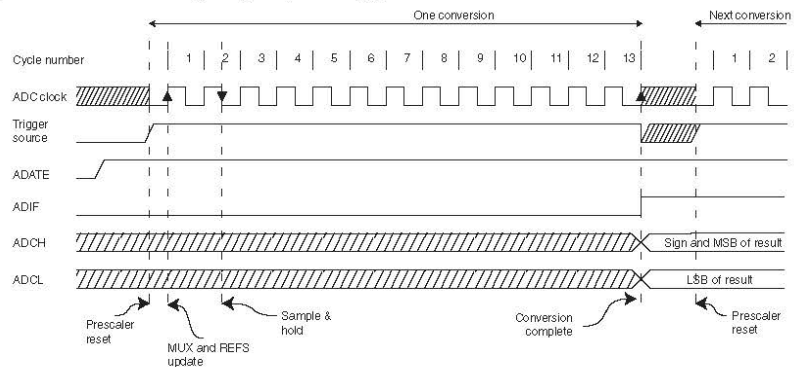 One conversion
Next conversion
Cycle number 1 2 3 4 5 6 7 8 9 10 11 12 13 1 2
ADC clock
Trigger
source
ADATE
ADIF
ADCH
Sign and MSB of result
ADCL
LSB of result
Prescaler
reset
MUX and REFS
update
Sample &
hold
Conversion
complete
Prescaler
reset